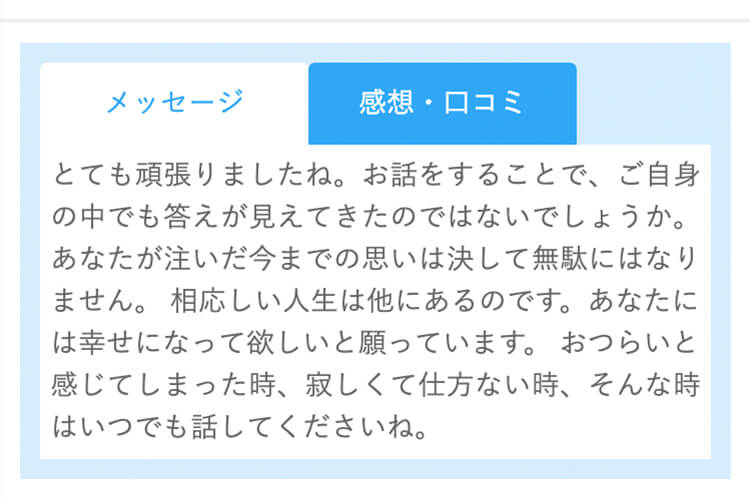 メッセージ
感想・口コミ
とても頑張りましたね。お話をすることで、ご自身
の中でも答えが見えてきたのではないでしょうか。
あなたが注いだ今までの思いは決して無駄にはなり
ません。 相応しい人生は他にあるのです。あなたに
は幸せになって欲しいと願っています。 おつらいと
感じてしまった時、寂しくて仕方ない時、そんな時
はいつでも話してくださいね。